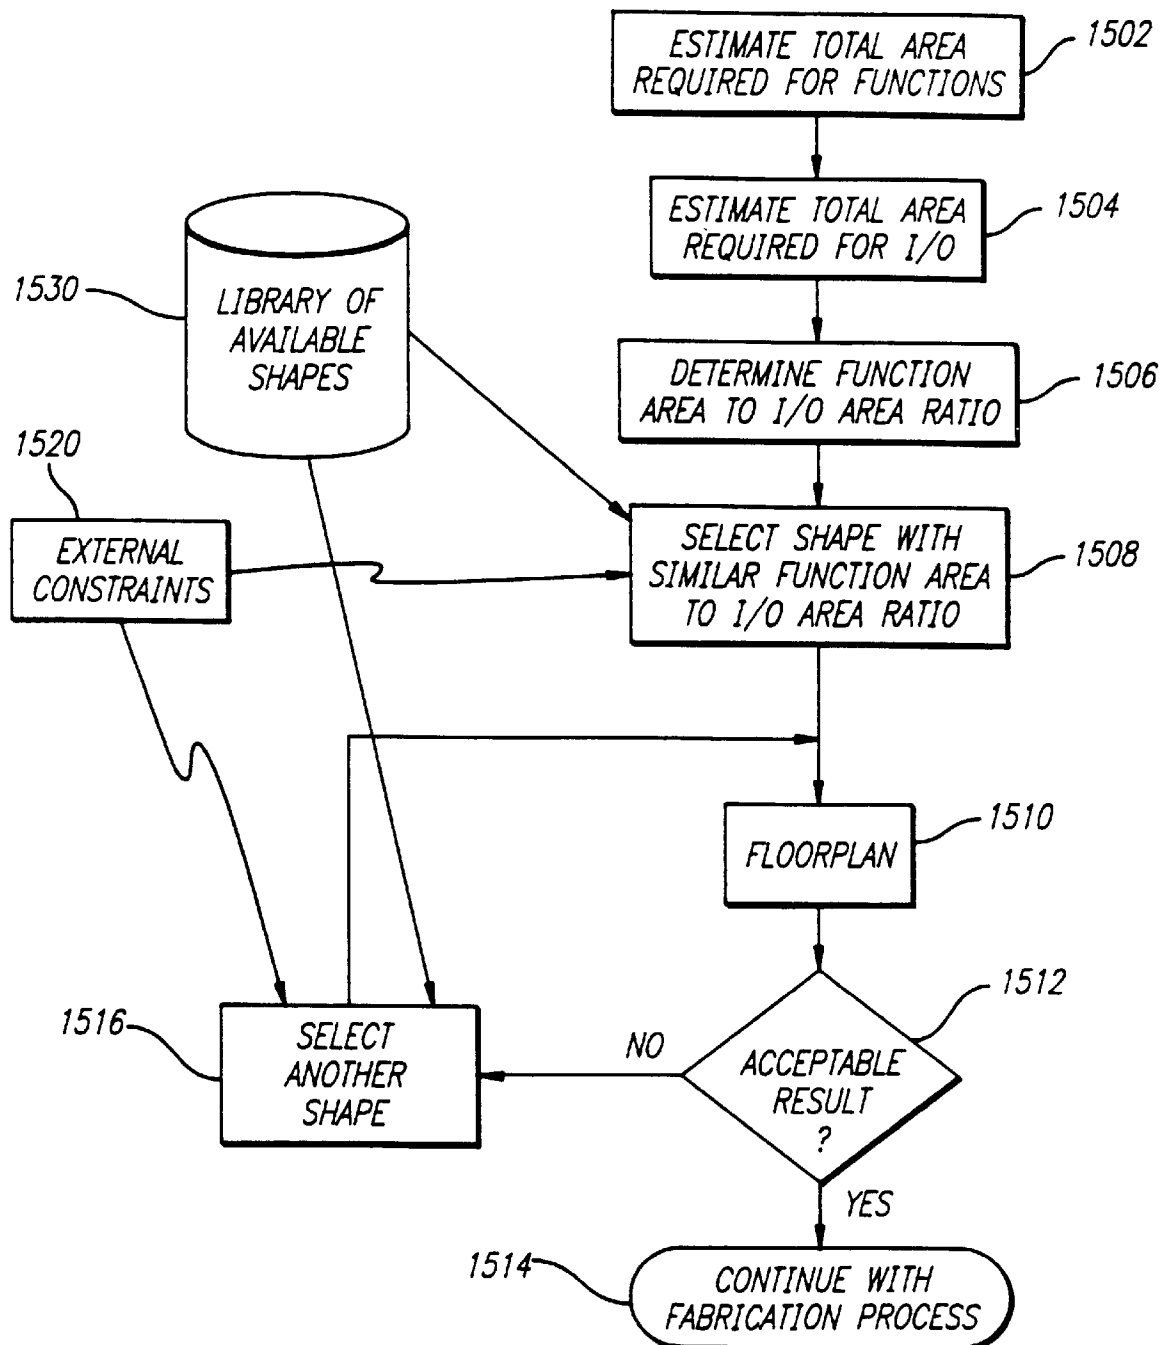 ESTIMATE TOTAL AREA
REQUIRED FOR FUNCTIONS
1502
ESTIMATE TOTAL AREA
REQUIRED FOR I/O
1504
1530
LIBRARY OF
AVAILABLE
SHAPES
DETERMINE FUNCTION
AREA TO I/O AREA RATIO
1506
1520
EXTERNAL
CONSTRAINTS
SELECT SHAPE WITH
SIMILAR FUNCTION AREA
TO I/O AREA RATIO
1508
FLOORPLAN
1510
1516
SELECT
ANOTHER
SHAPE
NO
ACCEPTABLE
RESULT
?
1512
YES
1514
CONTINUE WITH
FABRICATION PROCESS